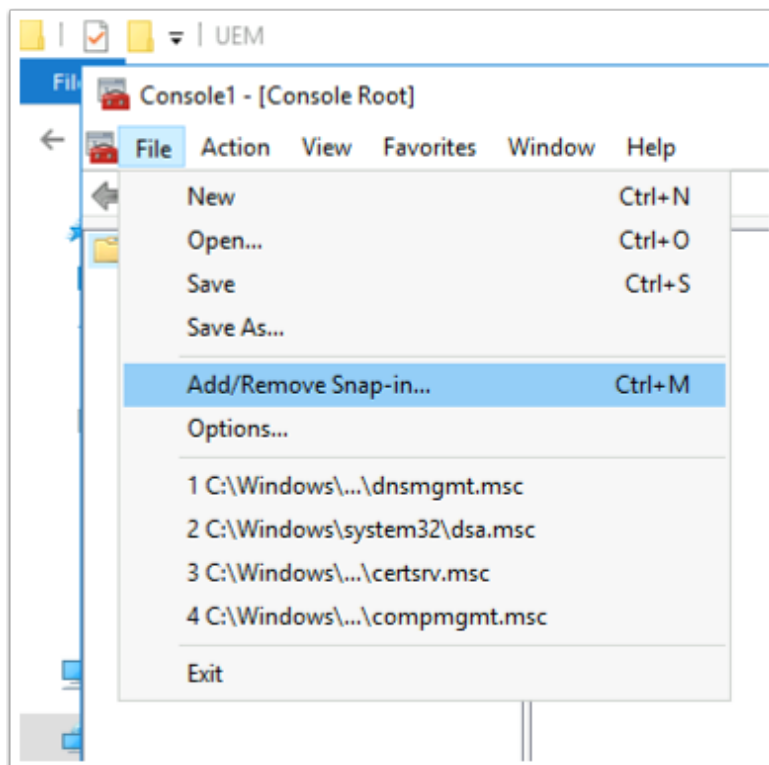 UEM
Fil
Console1 - [Console Root]
File Action View Favorites Window Help
New Ctrl+N
Open... Ctrl+O
Save Ctrl+S
Save As...
Add/Remove Snap-in... Ctrl+M
Options...
1 C:\Windows\...\dnsmgmt.msc
2 C:\Windows\system32\dsa.msc
3 C:\Windows\...\certsrv.msc
4 C:\Windows\...\compmgmt.msc
Exit